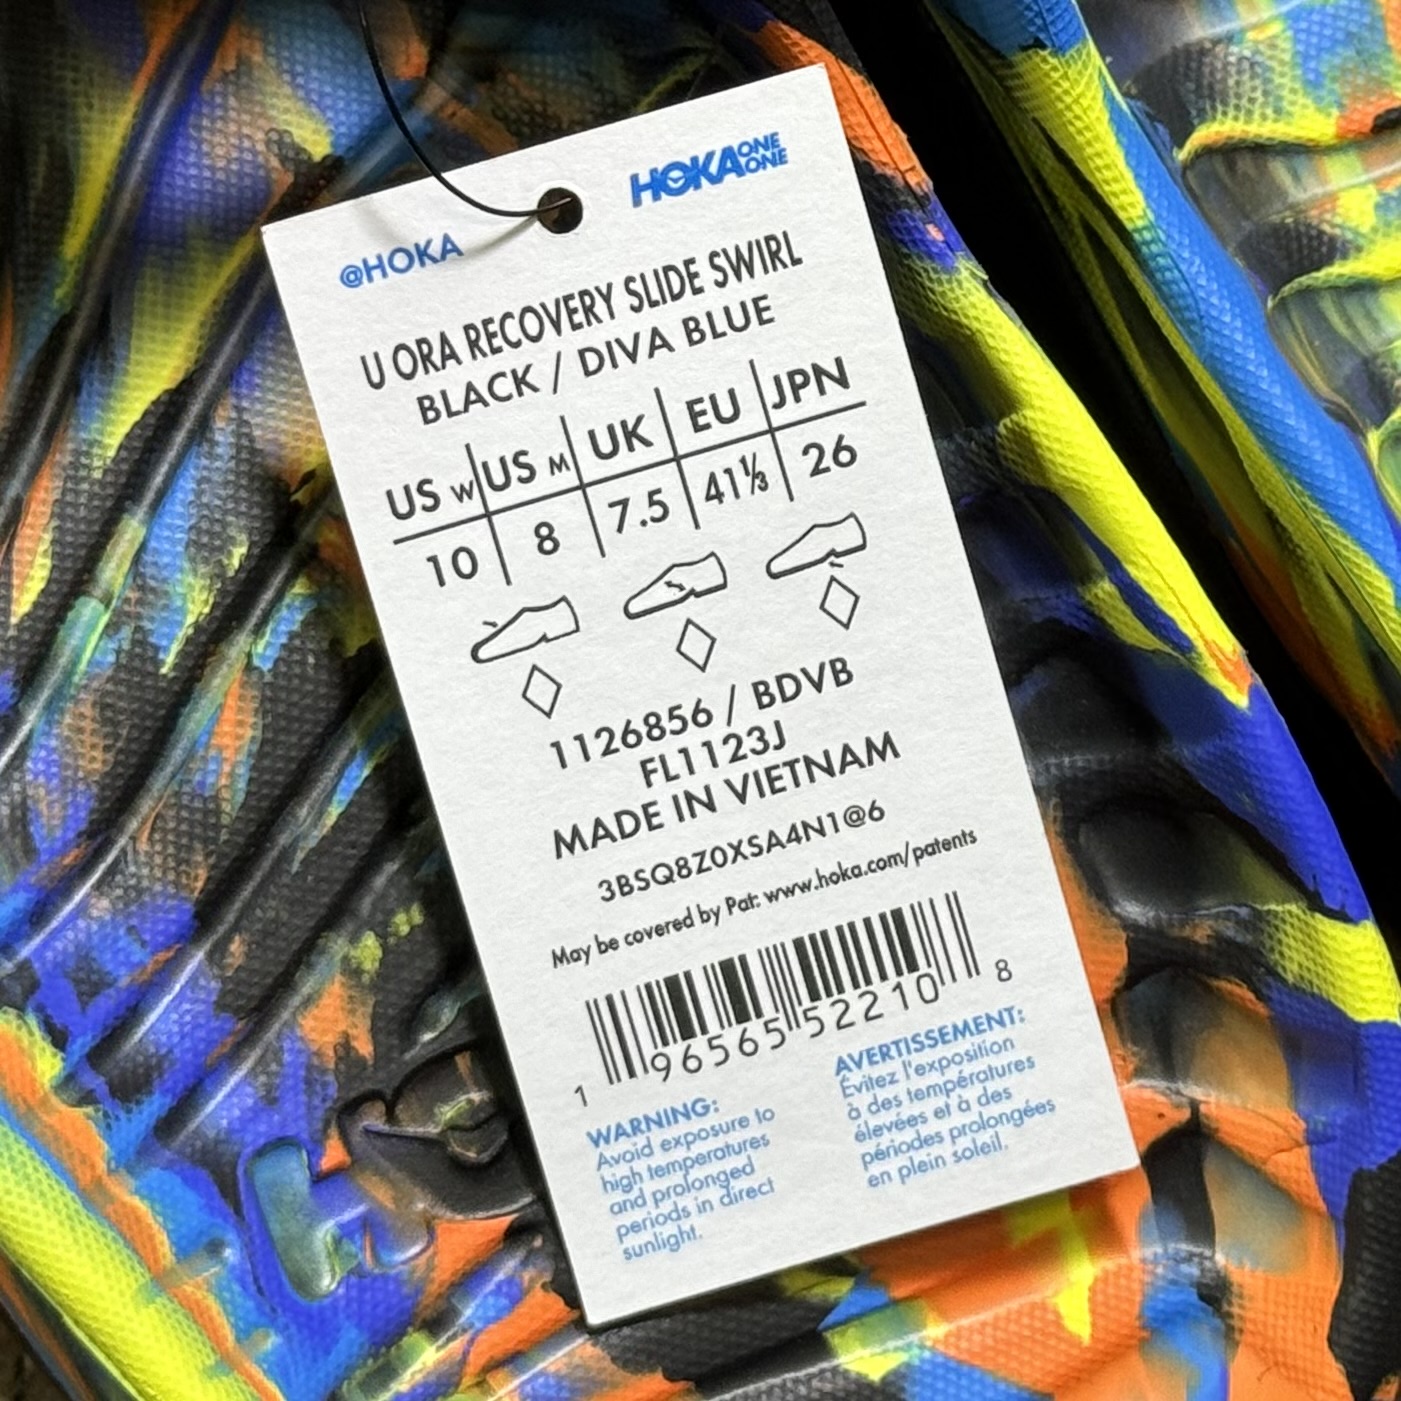 @HOKA
HOKA ONE ONE
U ORA RECOVERY SLIDE SWIRL
BLACK / DIVA BLUE
US W US M UK EU JPN
10 8 7.5 41⅓ 26
1126856 / BDVB
FL1123J
MADE IN VIETNAM
3BSQ8Z0XSA4N1@6
May be covered by Pat: www.hoka.com/patents
1 96565 52210 8
WARNING:
Avoid exposure to
high temperatures
and prolonged
periods in direct
sunlight.
AVERTISSEMENT:
Évitez l'exposition
à des températures
élevées et à des
périodes prolongées
en plein soleil.